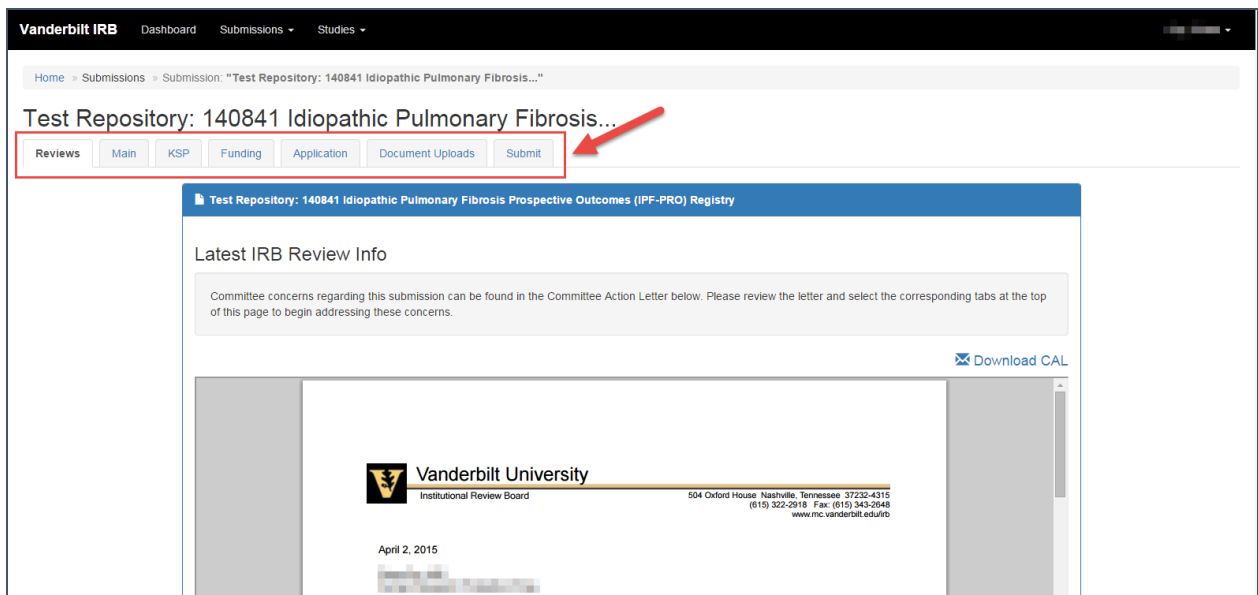 Vanderbilt IRB Dashboard Submissions Studies
Home » Submissions » Submission: "Test Repository: 140841 Idiopathic Pulmonary Fibrosis..."
Test Repository: 140841 Idiopathic Pulmonary Fibrosis...
Reviews Main KSP Funding Application Document Uploads Submit
Test Repository: 140841 Idiopathic Pulmonary Fibrosis Prospective Outcomes (IPF-PRO) Registry
Latest IRB Review Info
Committee concerns regarding this submission can be found in the Committee Action Letter below. Please review the letter and select the corresponding tabs at the top
of this page to begin addressing these concerns.
Download CAL
Vanderbilt University
Institutional Review Board 504 Oxford House Nashville, Tennessee 37232-4315
(615) 322-2918 Fax: (615) 343-2648
www.mc.vanderbilt.edu/irb
April 2, 2015